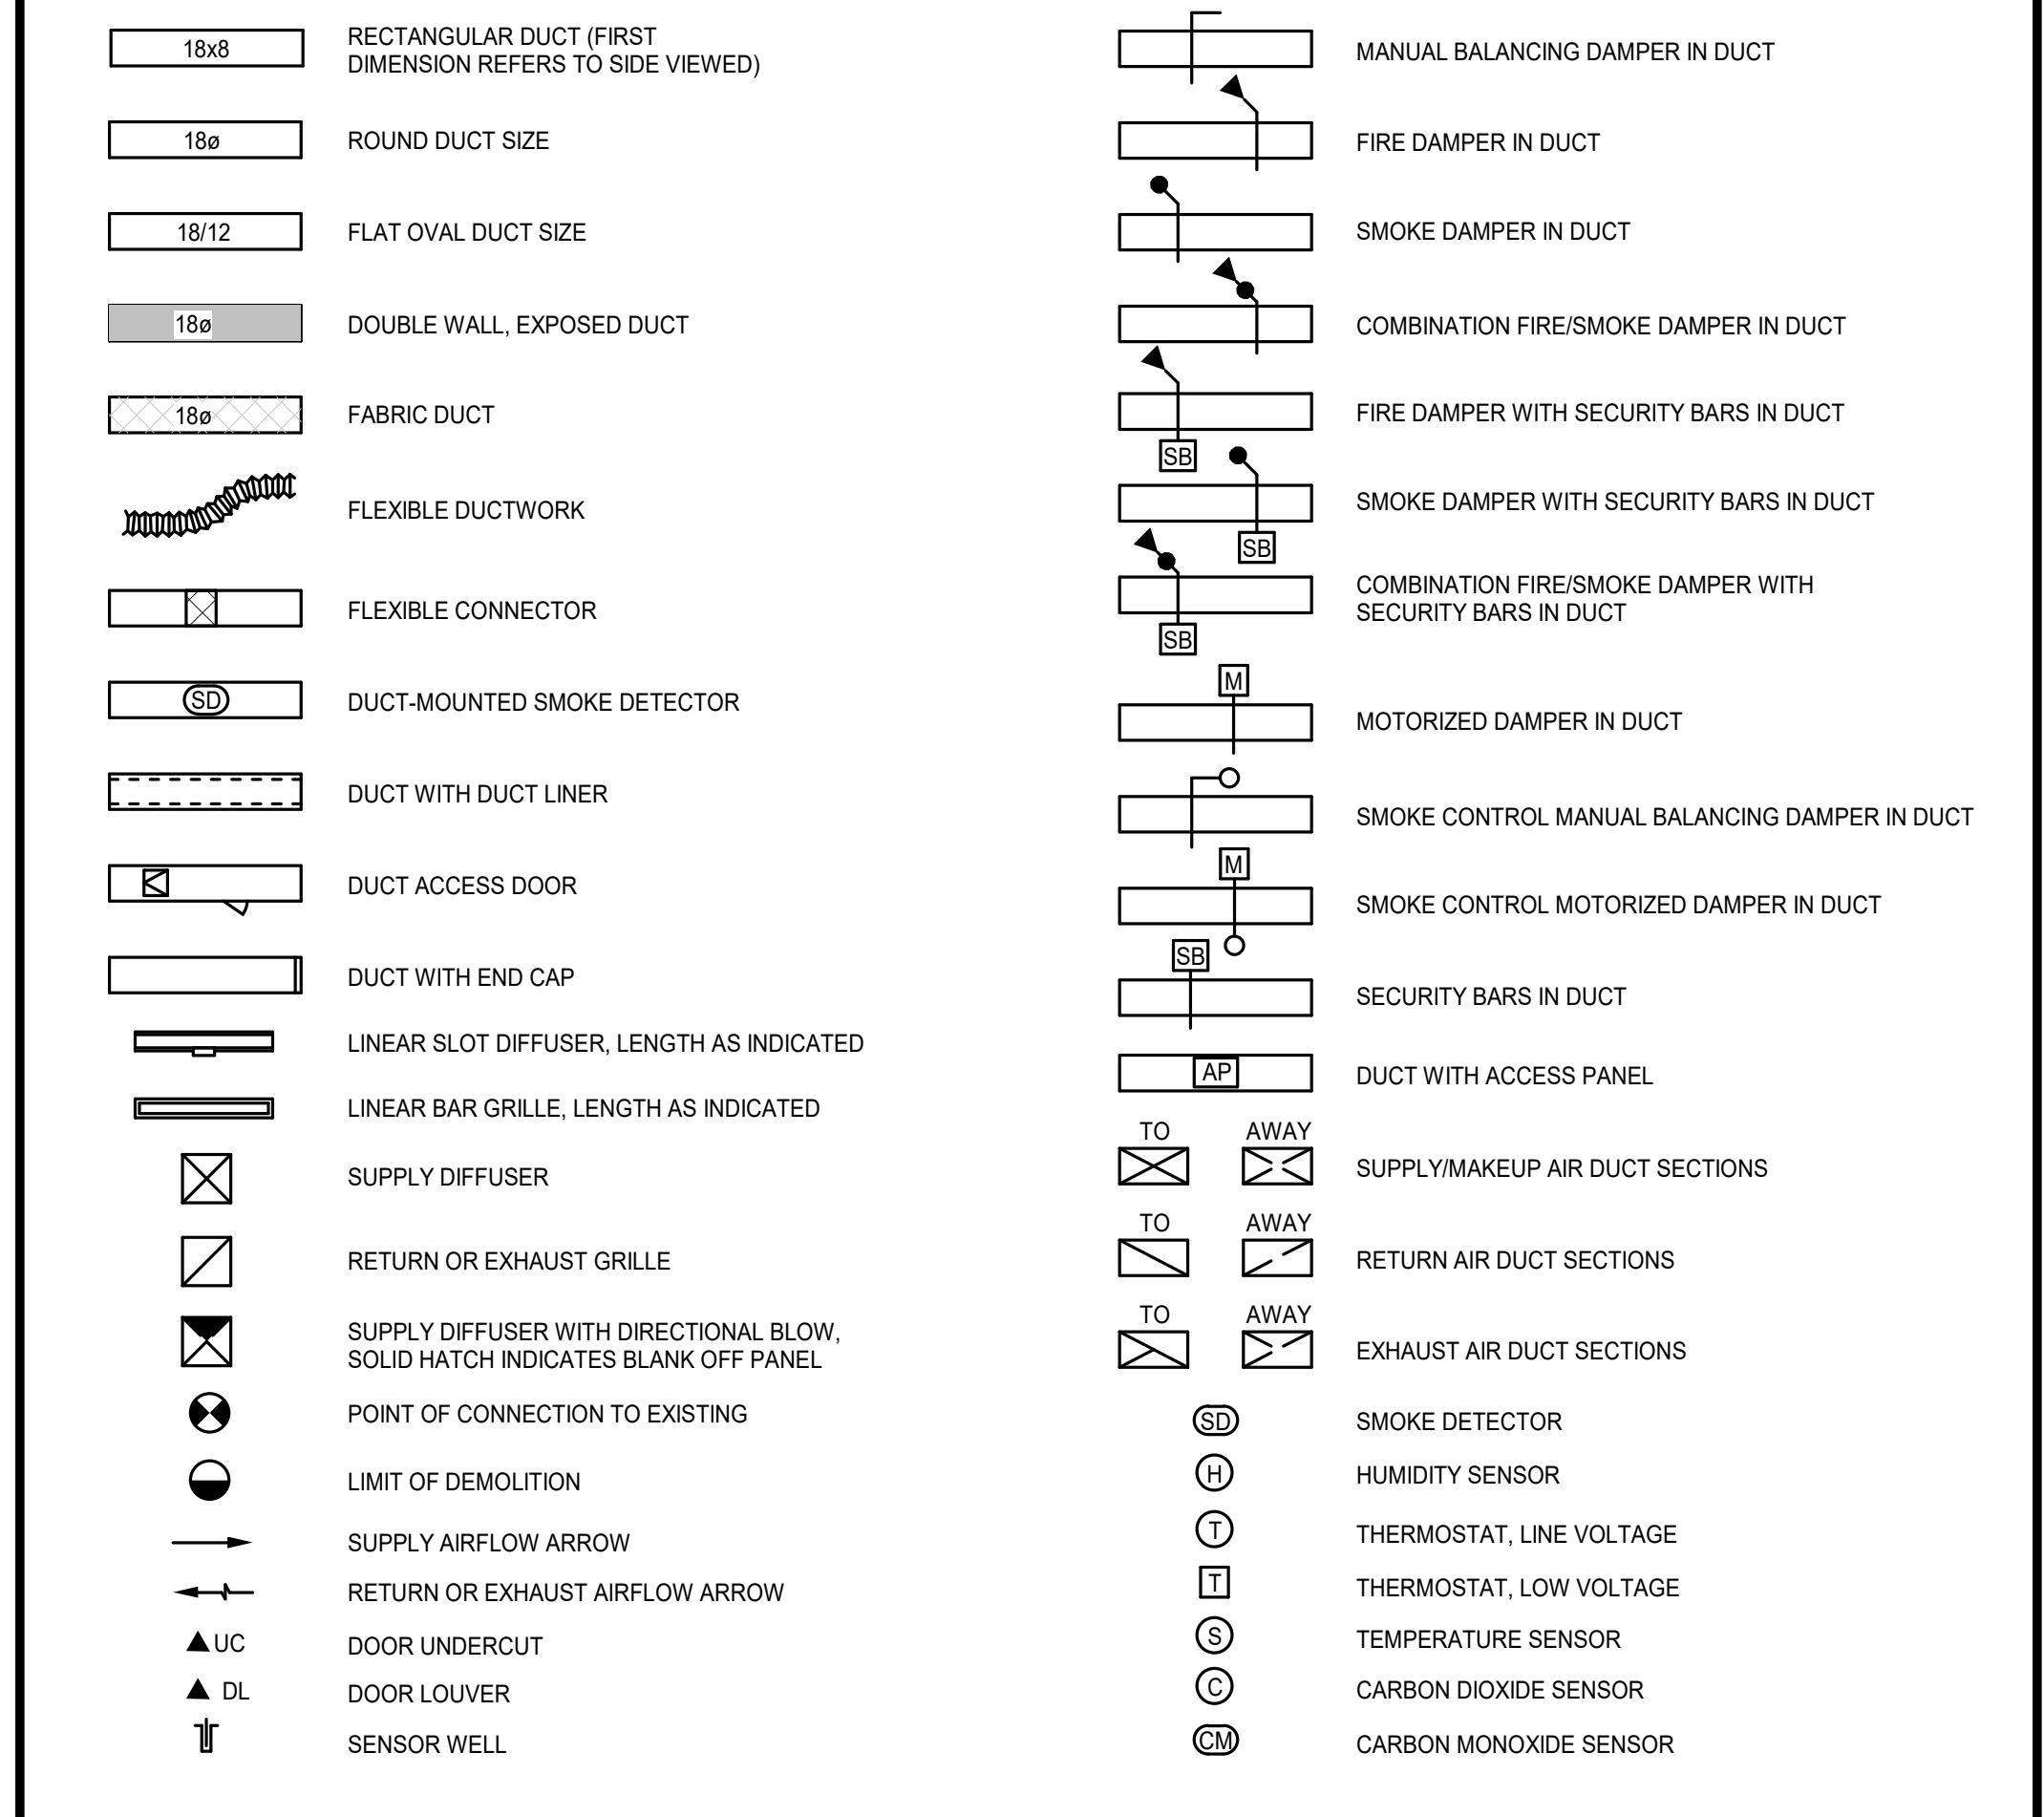 18x8
RECTANGULAR DUCT (FIRST
DIMENSION REFERS TO SIDE VIEWED)
18ø
ROUND DUCT SIZE
18/12
FLAT OVAL DUCT SIZE
18ø
DOUBLE WALL, EXPOSED DUCT
18ø
FABRIC DUCT
FLEXIBLE DUCTWORK
FLEXIBLE CONNECTOR
SD
DUCT-MOUNTED SMOKE DETECTOR
DUCT WITH DUCT LINER
DUCT ACCESS DOOR
DUCT WITH END CAP
LINEAR SLOT DIFFUSER, LENGTH AS INDICATED
LINEAR BAR GRILLE, LENGTH AS INDICATED
SUPPLY DIFFUSER
RETURN OR EXHAUST GRILLE
SUPPLY DIFFUSER WITH DIRECTIONAL BLOW,
SOLID HATCH INDICATES BLANK OFF PANEL
POINT OF CONNECTION TO EXISTING
LIMIT OF DEMOLITION
SUPPLY AIRFLOW ARROW
RETURN OR EXHAUST AIRFLOW ARROW
UC
DOOR UNDERCUT
DL
DOOR LOUVER
SENSOR WELL
MANUAL BALANCING DAMPER IN DUCT
FIRE DAMPER IN DUCT
SMOKE DAMPER IN DUCT
COMBINATION FIRE/SMOKE DAMPER IN DUCT
FIRE DAMPER WITH SECURITY BARS IN DUCT
SB
SMOKE DAMPER WITH SECURITY BARS IN DUCT
SB
COMBINATION FIRE/SMOKE DAMPER WITH
SECURITY BARS IN DUCT
SB
M
MOTORIZED DAMPER IN DUCT
SMOKE CONTROL MANUAL BALANCING DAMPER IN DUCT
M
SMOKE CONTROL MOTORIZED DAMPER IN DUCT
SB
SECURITY BARS IN DUCT
AP
DUCT WITH ACCESS PANEL
TO AWAY
SUPPLY/MAKEUP AIR DUCT SECTIONS
TO AWAY
RETURN AIR DUCT SECTIONS
TO AWAY
EXHAUST AIR DUCT SECTIONS
SD
SMOKE DETECTOR
H
HUMIDITY SENSOR
T
THERMOSTAT, LINE VOLTAGE
T
THERMOSTAT, LOW VOLTAGE
S
TEMPERATURE SENSOR
C
CARBON DIOXIDE SENSOR
CM
CARBON MONOXIDE SENSOR